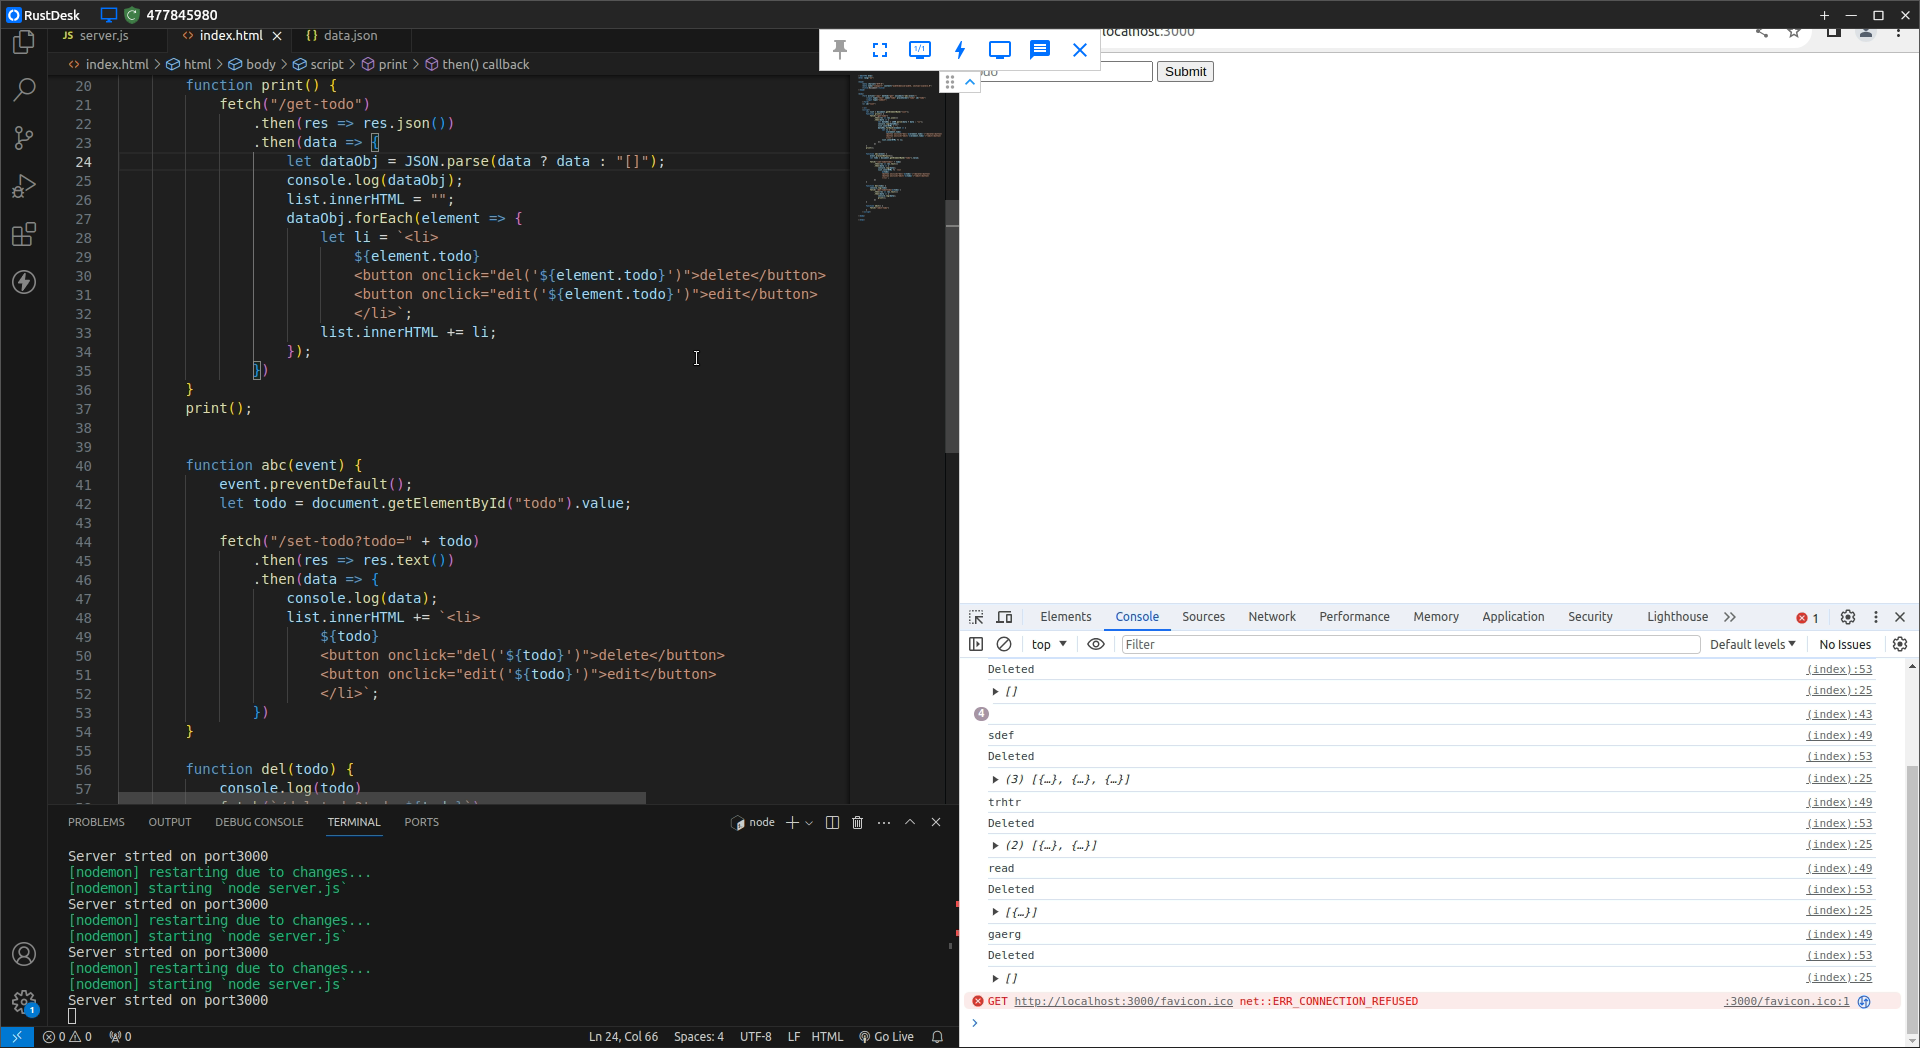 RustDesk 477845980
server.js index.html data.json
index.html > html > body > script > print > then() callback
20 function print() {
21 fetch("/get-todo")
22 .then(res => res.json())
23 .then(data => {
24 let dataObj = JSON.parse(data ? data : "[]");
25 console.log(dataObj);
26 list.innerHTML = "";
27 dataObj.forEach(element => {
28 let li = `<li>
29 ${element.todo}
30 <button onclick="del('${element.todo}')">delete</button>
31 <button onclick="edit('${element.todo}')">edit</button>
32 </li>`;
33 list.innerHTML += li;
34 });
35 })
36 }
37 print();
38
39
40 function abc(event) {
41 event.preventDefault();
42 let todo = document.getElementById("todo").value;
43
44 fetch("/set-todo?todo=" + todo)
45 .then(res => res.text())
46 .then(data => {
47 console.log(data);
48 list.innerHTML += `<li>
49 ${todo}
50 <button onclick="del('${todo}')">delete</button>
51 <button onclick="edit('${todo}')">edit</button>
52 </li>`;
53 })
54 }
55
56 function del(todo) {
57 console.log(todo)
PROBLEMS OUTPUT DEBUG CONSOLE TERMINAL PORTS node
Server strted on port3000
[nodemon] restarting due to changes...
[nodemon] starting `node server.js`
Server strted on port3000
[nodemon] restarting due to changes...
[nodemon] starting `node server.js`
Server strted on port3000
[nodemon] restarting due to changes...
[nodemon] starting `node server.js`
Server strted on port3000
1
0 0 0 Ln 24, Col 66 Spaces: 4 UTF-8 LF HTML Go Live
1/1
localhost:3000
Submit
Elements Console Sources Network Performance Memory Application Security Lighthouse 1
top Filter Default levels No Issues
Deleted (index):53
[] (index):25
4 (index):43
sdef (index):49
Deleted (index):53
(3) [{…}, {…}, {…}] (index):25
trhtr (index):49
Deleted (index):53
(2) [{…}, {…}] (index):25
read (index):49
Deleted (index):53
[{…}] (index):25
gaerg (index):49
Deleted (index):53
[] (index):25
GET http://localhost:3000/favicon.ico net::ERR_CONNECTION_REFUSED :3000/favicon.ico:1